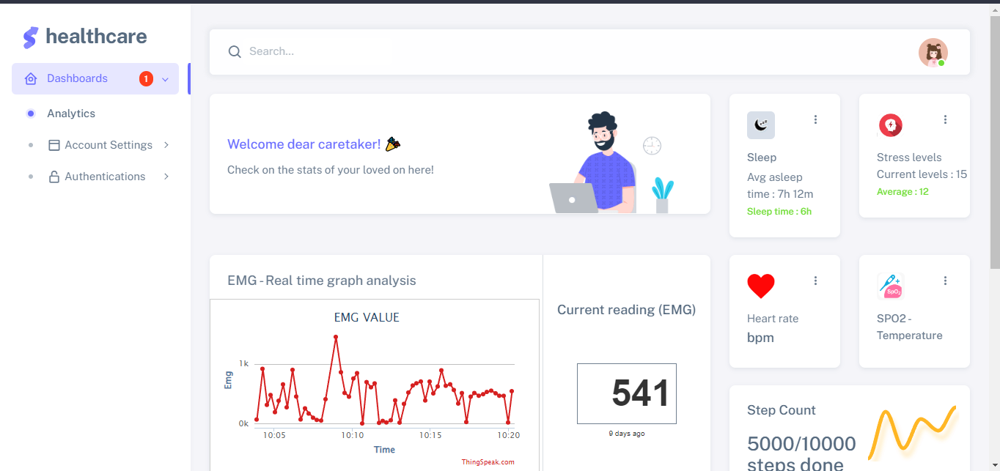 healthcare
Dashboards
1
Analytics
Account Settings
Authentications
Search...
Welcome dear caretaker!
Check on the stats of your loved on here!
Sleep
Avg asleep
time : 7h 12m
Sleep time : 6h
Stress levels
Current levels : 15
Average : 12
EMG - Real time graph analysis
EMG VALUE
Emg
1k
0k
10:05
10:10
10:15
10:20
Time
ThingSpeak.com
Current reading (EMG)
541
9 days ago
Heart rate
bpm
SpO₂
SPO2 -
Temperature
Step Count
5000/10000
steps done